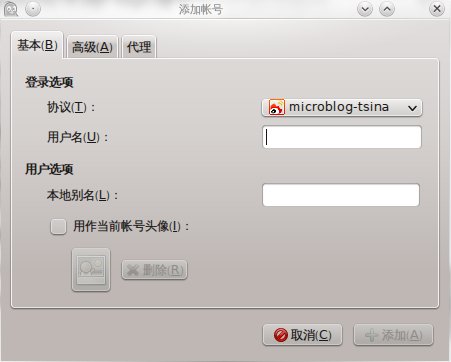 添加帐号
基本(B) 高级(A) 代理
登录选项
协议(T)： microblog-tsina
用户名(U)：
用户选项
本地别名(L)：
用作当前帐号头像(I)：
删除(R)
取消(C) 添加(A)